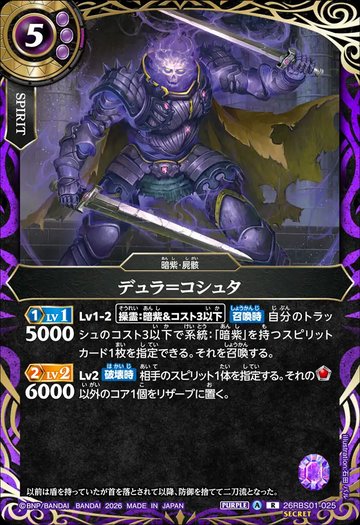 5
SPIRIT
暗紫・屍骸
デュラ=コシュタ
1 LV1 5000
Lv1-2 操霊:暗紫&コスト3以下 召喚時 自分のトラッ
シュのコスト3以下で系統:「暗紫」を持つスピリット
カード1枚を指定できる。それを召喚する。
2 LV2 6000
Lv2 破壊時 相手のスピリット1体を指定する。それの
以外のコア1個をリザーブに置く。
以前は盾を持っていたが首を落とされて以降、防御を捨てて二刀流となった。
Illustration:石田バル
©BNP/BANDAI BANDAI 2026 MADE IN JAPAN PURPLE A R 26RBS01-025
SECRET